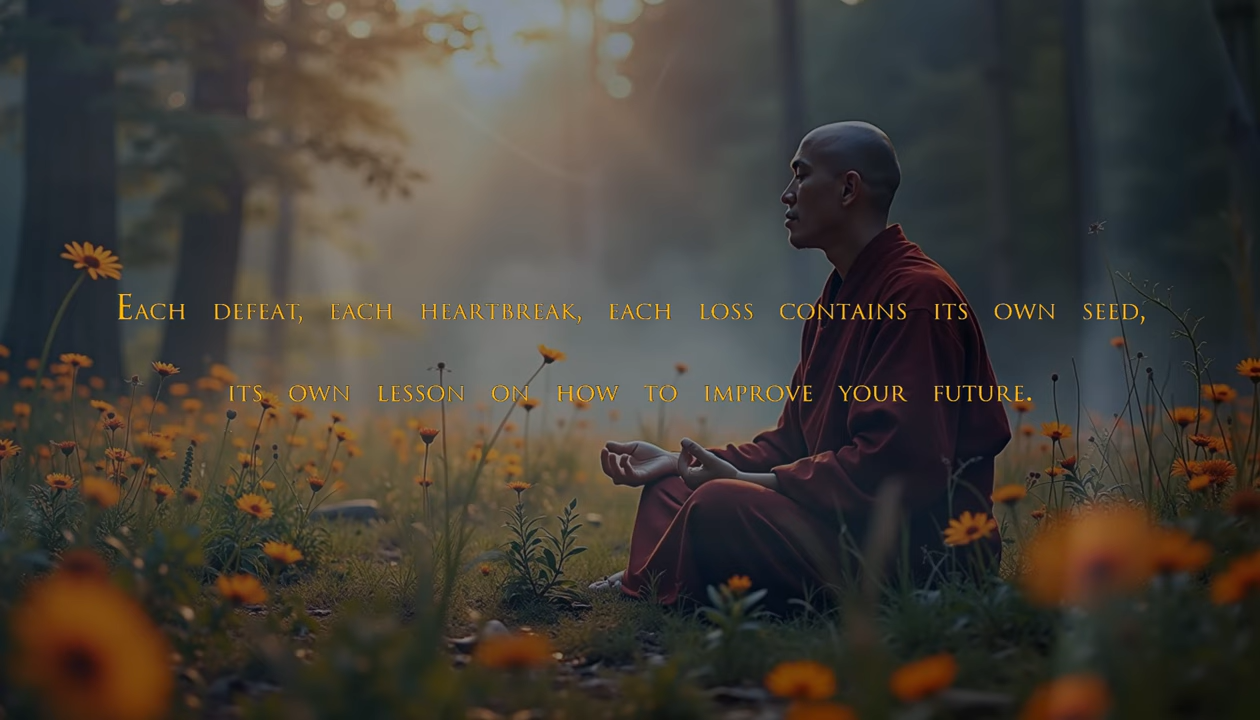 Each defeat, each heartbreak, each loss contains its own seed,
its own lesson on how to improve your future.